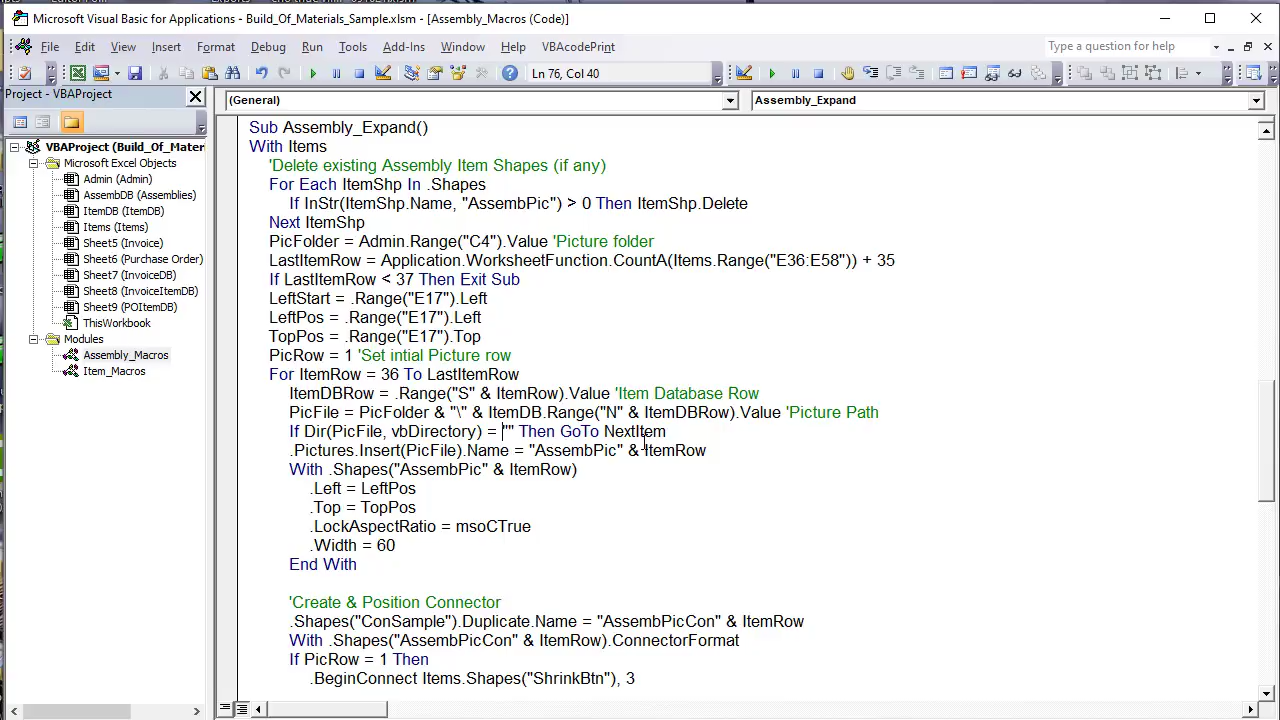 Microsoft Visual Basic for Applications - Build_Of_Materials_Sample.xlsm - [Assembly_Macros (Code)]
File Edit View Insert Format Debug Run Tools Add-Ins Window Help VBAcodePrint Type a question for help
Ln 76, Col 40
Project - VBAProject
(General) Assembly_Expand
VBAProject (Build_Of_Mater
Microsoft Excel Objects
Admin (Admin)
AssembDB (Assemblies)
ItemDB (ItemDB)
Items (Items)
Sheet5 (Invoice)
Sheet6 (Purchase Order)
Sheet7 (InvoiceDB)
Sheet8 (InvoiceItemDB)
Sheet9 (POItemDB)
ThisWorkbook
Modules
Assembly_Macros
Item_Macros
Sub Assembly_Expand()
With Items
'Delete existing Assembly Item Shapes (if any)
For Each ItemShp In .Shapes
If InStr(ItemShp.Name, "AssembPic") > 0 Then ItemShp.Delete
Next ItemShp
PicFolder = Admin.Range("C4").Value 'Picture folder
LastItemRow = Application.WorksheetFunction.CountA(Items.Range("E36:E58")) + 35
If LastItemRow < 37 Then Exit Sub
LeftStart = .Range("E17").Left
LeftPos = .Range("E17").Left
TopPos = .Range("E17").Top
PicRow = 1 'Set intial Picture row
For ItemRow = 36 To LastItemRow
ItemDBRow = .Range("S" & ItemRow).Value 'Item Database Row
PicFile = PicFolder & "\" & ItemDB.Range("N" & ItemDBRow).Value 'Picture Path
If Dir(PicFile, vbDirectory) = "" Then GoTo NextItem
.Pictures.Insert(PicFile).Name = "AssembPic" & ItemRow
With .Shapes("AssembPic" & ItemRow)
.Left = LeftPos
.Top = TopPos
.LockAspectRatio = msoCTrue
.Width = 60
End With
'Create & Position Connector
.Shapes("ConSample").Duplicate.Name = "AssembPicCon" & ItemRow
With .Shapes("AssembPicCon" & ItemRow).ConnectorFormat
If PicRow = 1 Then
.BeginConnect Items.Shapes("ShrinkBtn"), 3